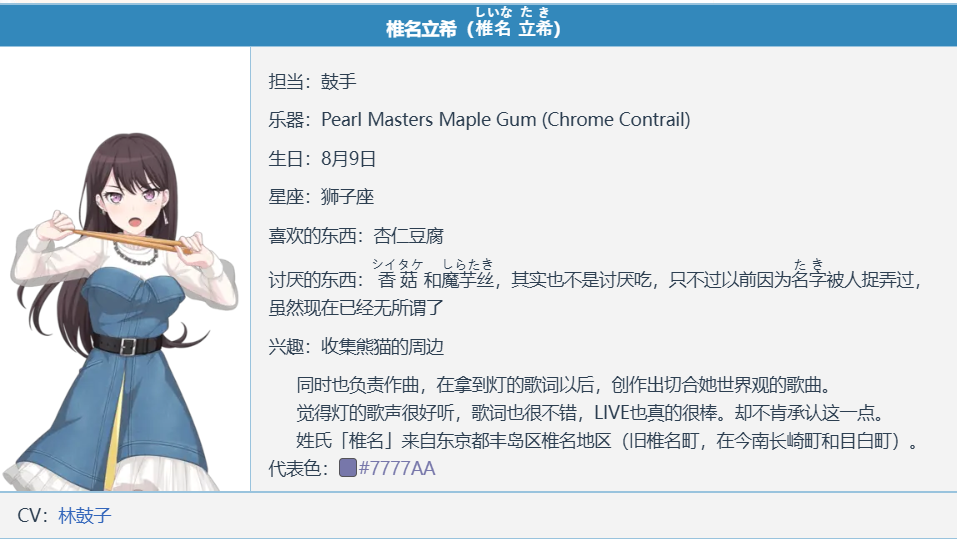 椎名立希（椎名 立希）
しいな たき
担当：鼓手
乐器：Pearl Masters Maple Gum (Chrome Contrail)
生日：8月9日
星座：狮子座
喜欢的东西：杏仁豆腐
シイタケ しらたき たき
讨厌的东西：香菇和魔芋丝，其实也不是讨厌吃，只不过以前因为名字被人捉弄过，
虽然现在已经无所谓了
兴趣：收集熊猫的周边
同时也负责作曲，在拿到灯的歌词以后，创作出切合她世界观的歌曲。
觉得灯的歌声很好听，歌词也很不错，LIVE也真的很棒。却不肯承认这一点。
姓氏「椎名」来自东京都丰岛区椎名地区（旧椎名町，在今南长崎町和目白町）。
代表色：#7777AA
CV：林鼓子